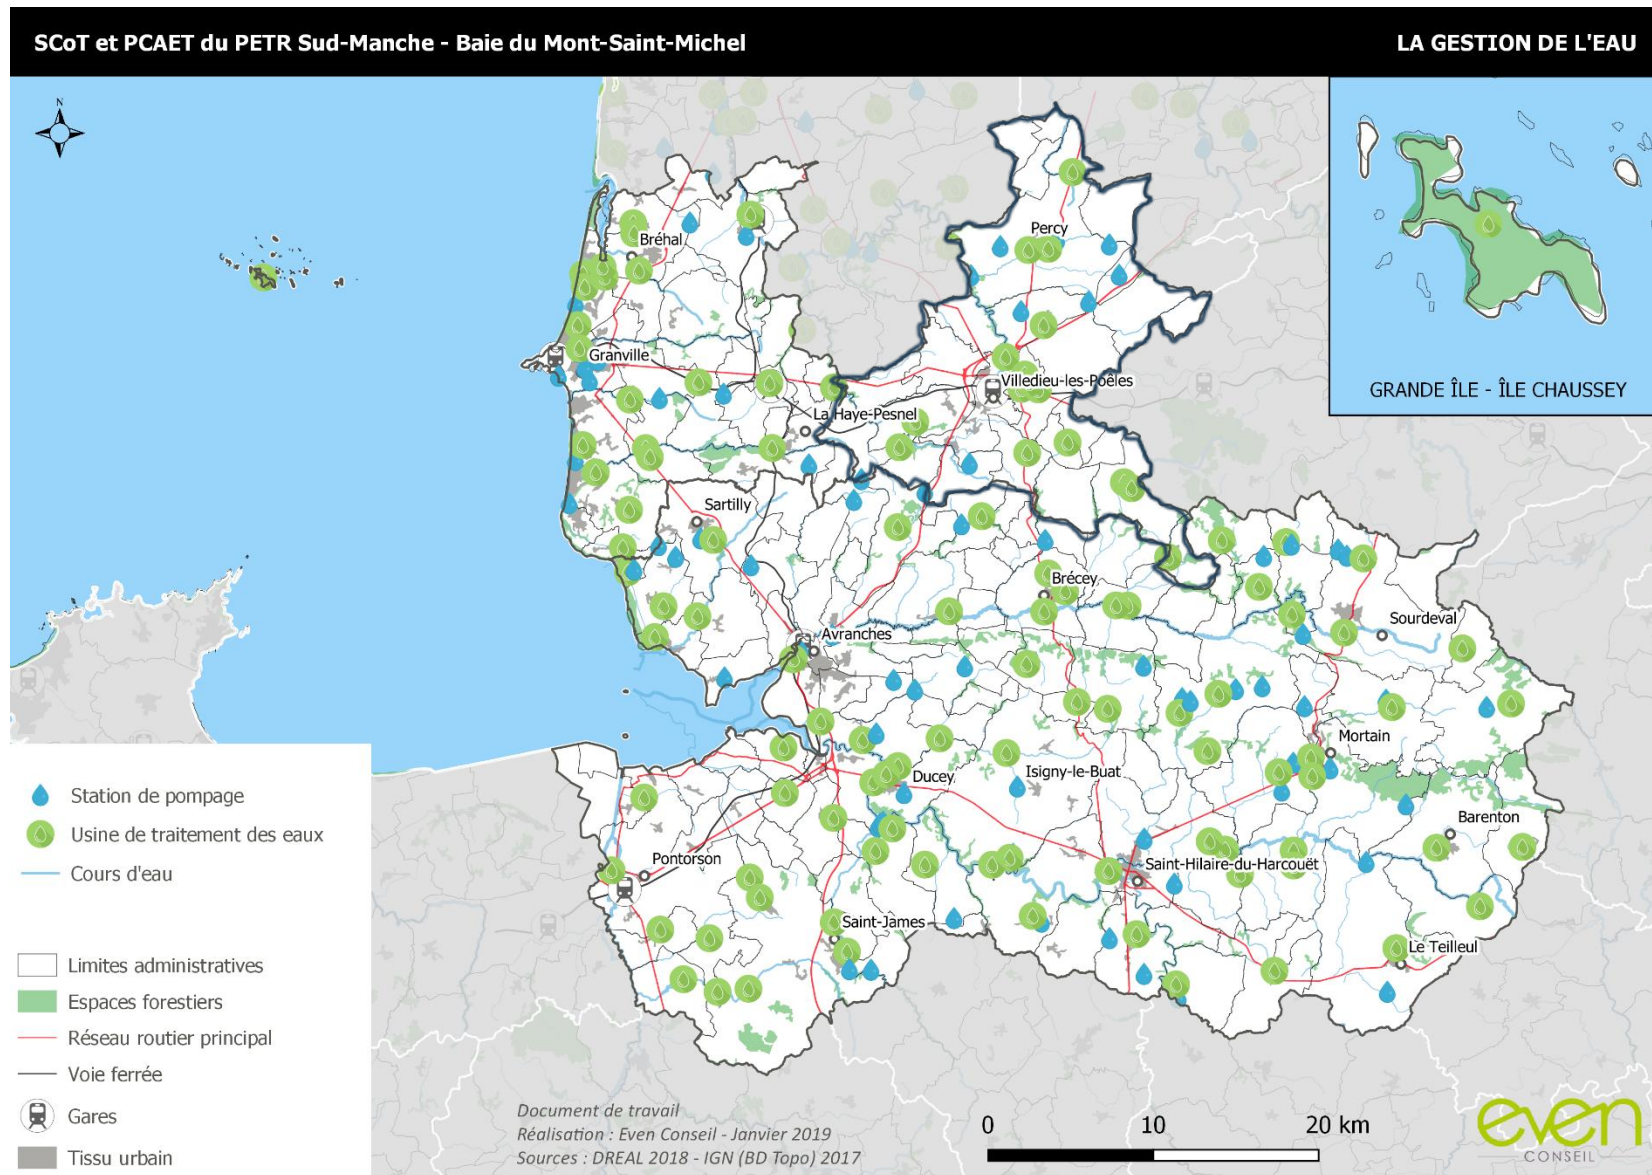 SCoT et PCAET du PETR Sud-Manche - Baie du Mont-Saint-Michel
LA GESTION DE L'EAU
N
GRANDE ÎLE - ÎLE CHAUSSEY
Percy
Bréhal
Granville
Villedieu-les-Poêles
La Haye-Pesnel
Sartilly
Brécey
Sourdeval
Avranches
Mortain
Ducey
Isigny-le-Buat
Barenton
Pontorson
Saint-Hilaire-du-Harcouët
Saint-James
Le Teilleul
Station de pompage
Usine de traitement des eaux
Cours d'eau
Limites administratives
Espaces forestiers
Réseau routier principal
Voie ferrée
Gares
Tissu urbain
Document de travail
Réalisation : Even Conseil - Janvier 2019
Sources : DREAL 2018 - IGN (BD Topo) 2017
0 10 20 km
even
CONSEIL